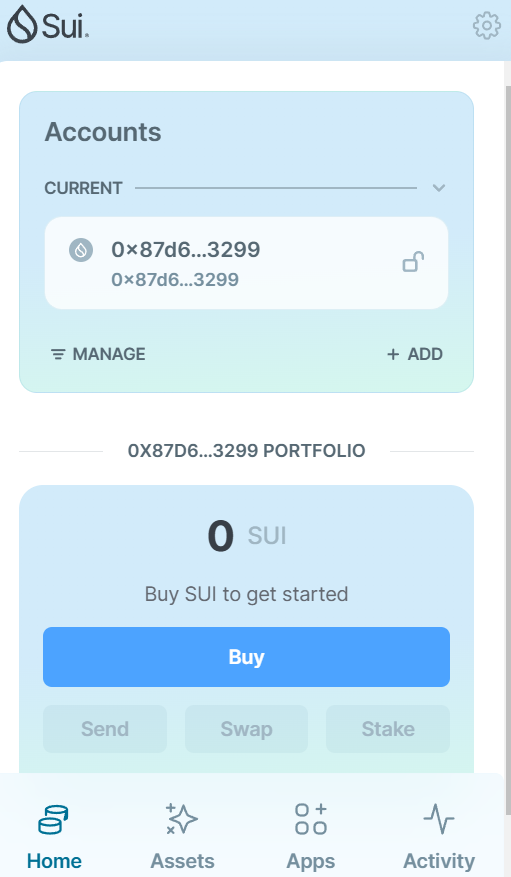 Sui.
Accounts
CURRENT
0×87d6...3299
0×87d6...3299
MANAGE
+ ADD
0X87D6...3299 PORTFOLIO
0 SUI
Buy SUI to get started
Buy
Send Swap Stake
Home Assets Apps Activity